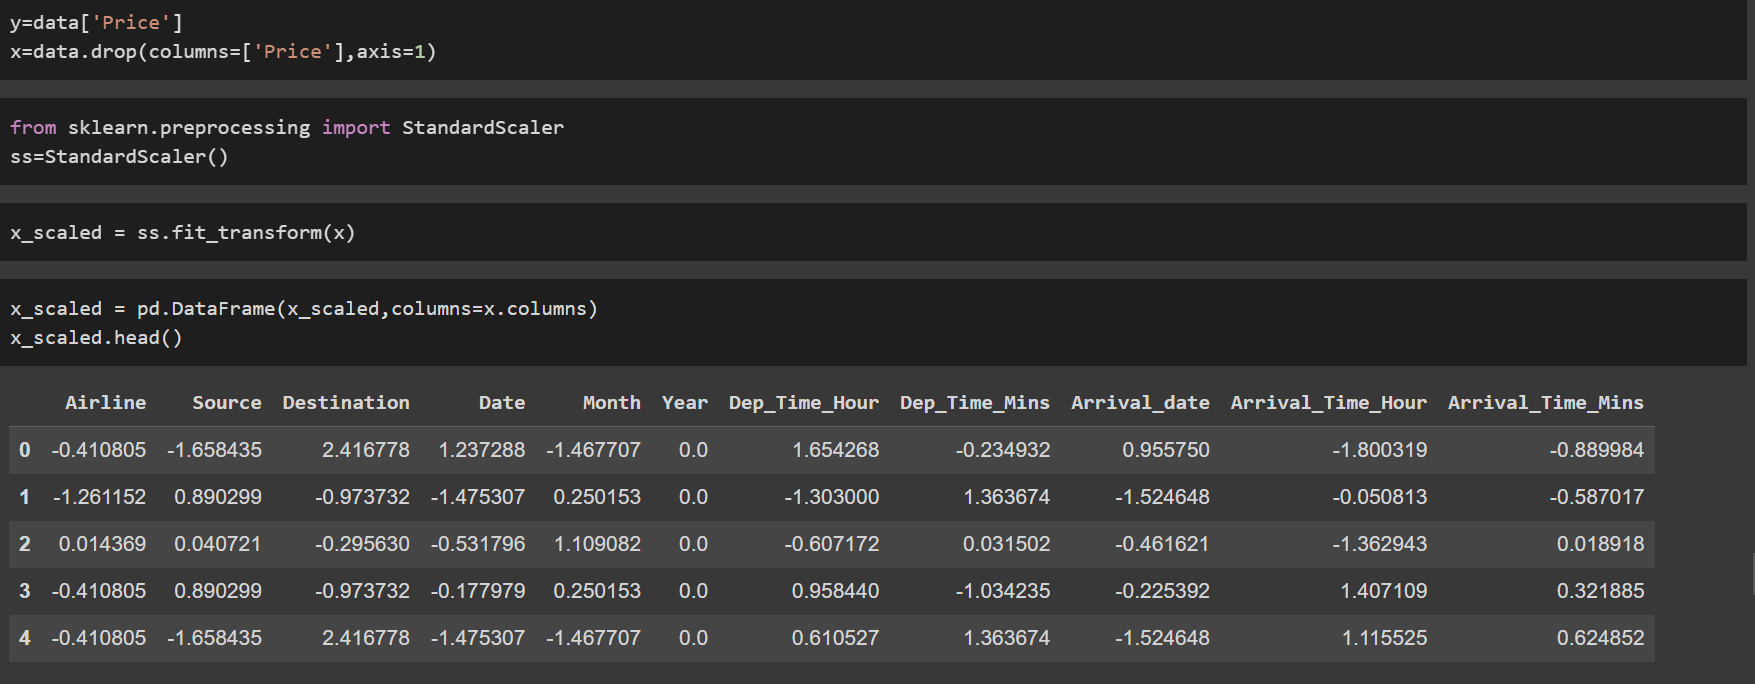 y=data['Price']
x=data.drop(columns=['Price'],axis=1)
from sklearn.preprocessing import StandardScaler
ss=StandardScaler()
x_scaled = ss.fit_transform(x)
x_scaled = pd.DataFrame(x_scaled,columns=x.columns)
x_scaled.head()
Airline Source Destination Date Month Year Dep_Time_Hour Dep_Time_Mins Arrival_date Arrival_Time_Hour Arrival_Time_Mins
0 -0.410805 -1.658435 2.416778 1.237288 -1.467707 0.0 1.654268 -0.234932 0.955750 -1.800319 -0.889984
1 -1.261152 0.890299 -0.973732 -1.475307 0.250153 0.0 -1.303000 1.363674 -1.524648 -0.050813 -0.587017
2 0.014369 0.040721 -0.295630 -0.531796 1.109082 0.0 -0.607172 0.031502 -0.461621 -1.362943 0.018918
3 -0.410805 0.890299 -0.973732 -0.177979 0.250153 0.0 0.958440 -1.034235 -0.225392 1.407109 0.321885
4 -0.410805 -1.658435 2.416778 -1.475307 -1.467707 0.0 0.610527 1.363674 -1.524648 1.115525 0.624852